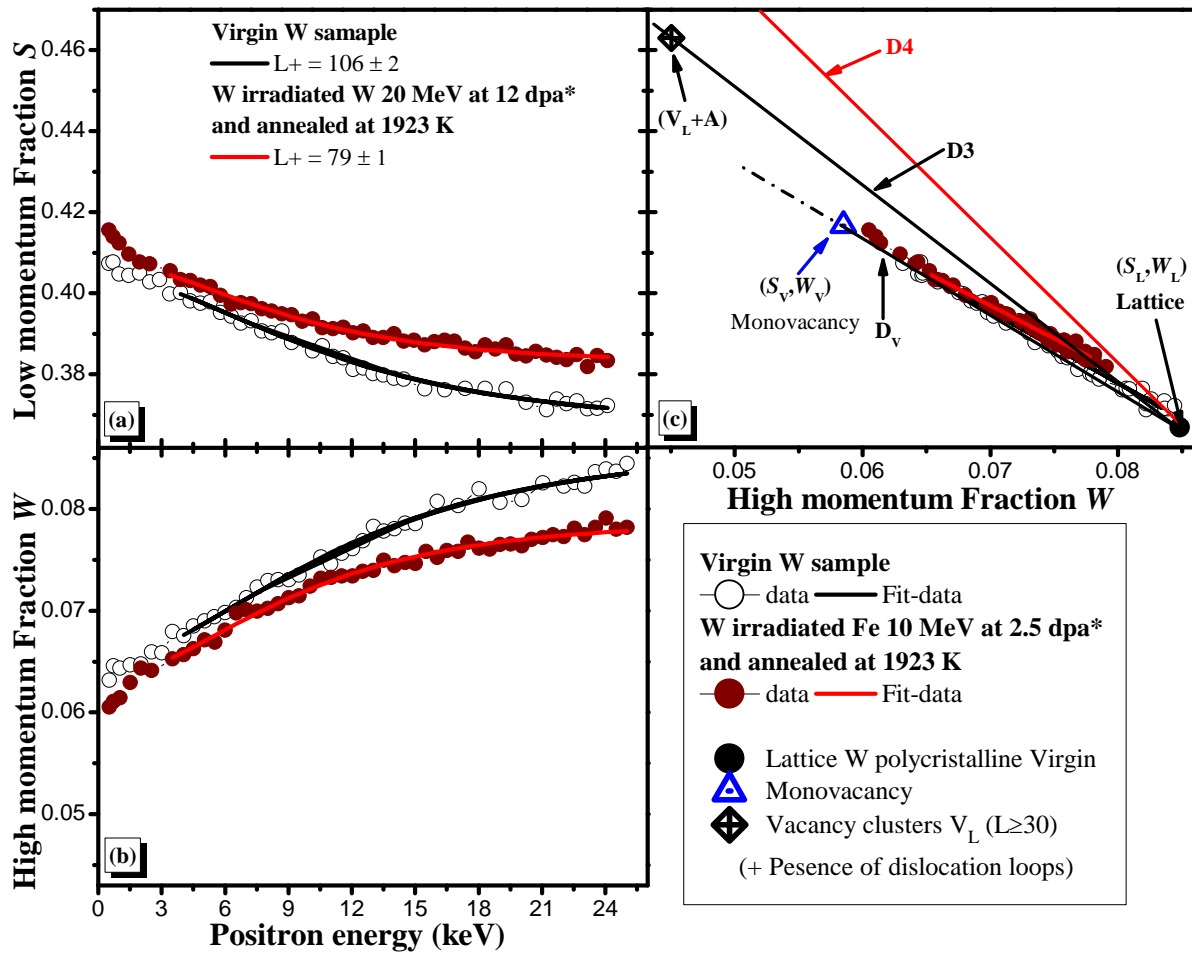 Low momentum Fraction S
0.46
0.44
0.42
0.40
0.38
Virgin W samaple
L+ = 106 ± 2
W irradiated W 20 MeV at 12 dpa*
and annealed at 1923 K
L+ = 79 ± 1
(a)
High momentum Fraction W
0.08
0.07
0.06
0.05
(b)
0 3 6 9 12 15 18 21 24
Positron energy (keV)
D4
(VL+A)
D3
(SV,WV)
Monovacancy
DV
(SL,WL)
Lattice
(c)
0.05 0.06 0.07 0.08
High momentum Fraction W
Virgin W sample
data Fit-data
W irradiated Fe 10 MeV at 2.5 dpa*
and annealed at 1923 K
data Fit-data
Lattice W polycristalline Virgin
Monovacancy
Vacancy clusters VL (L≥30)
(+ Pesence of dislocation loops)